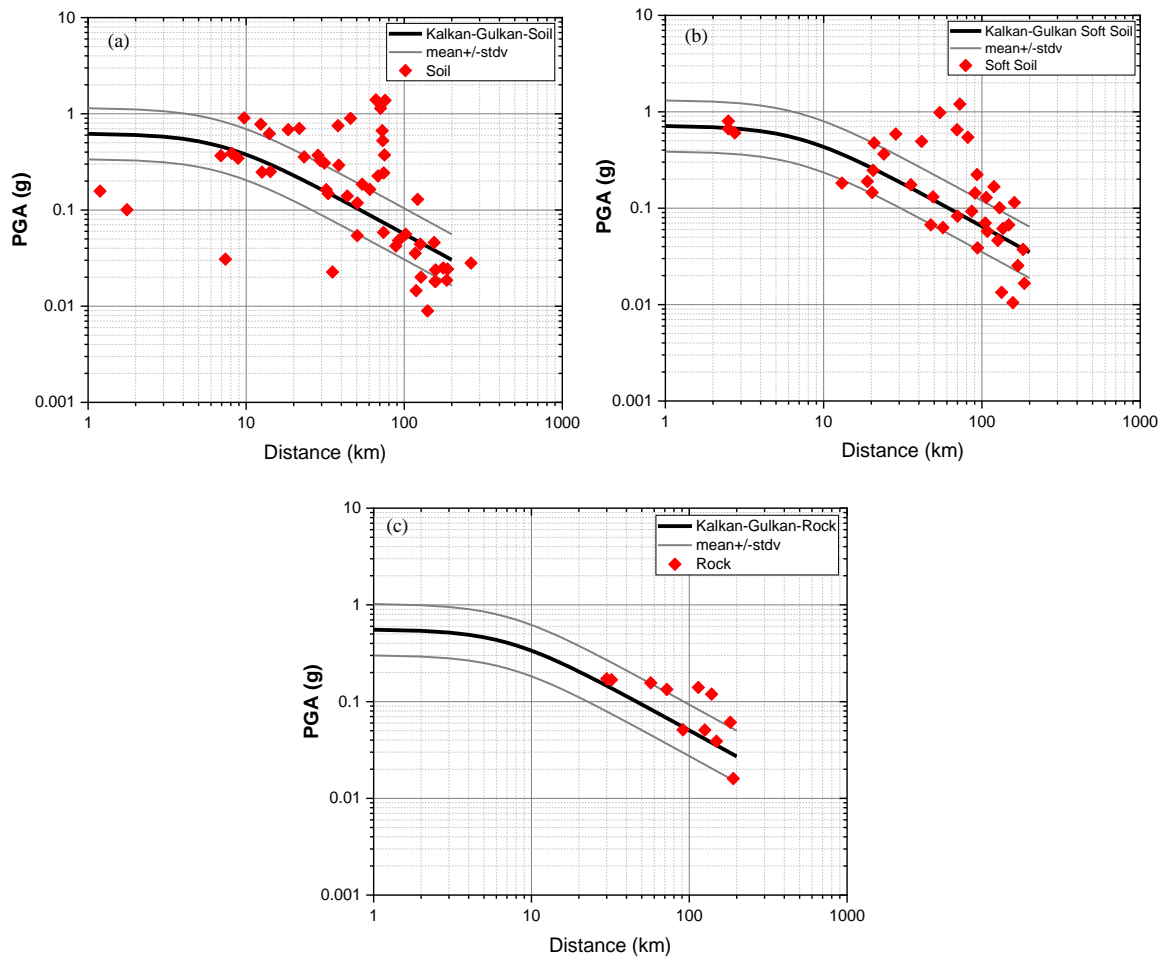 (a)
Kalkan-Gulkan-Soil
mean+/-stdv
Soil
10
1
0.1
0.01
0.001
PGA (g)
1 10 100 1000
Distance (km)
(b)
Kalkan-Gulkan Soft Soil
mean+/-stdv
Soft Soil
10
1
0.1
0.01
0.001
PGA (g)
1 10 100 1000
Distance (km)
(c)
Kalkan-Gulkan-Rock
mean+/-stdv
Rock
10
1
0.1
0.01
0.001
PGA (g)
1 10 100 1000
Distance (km)